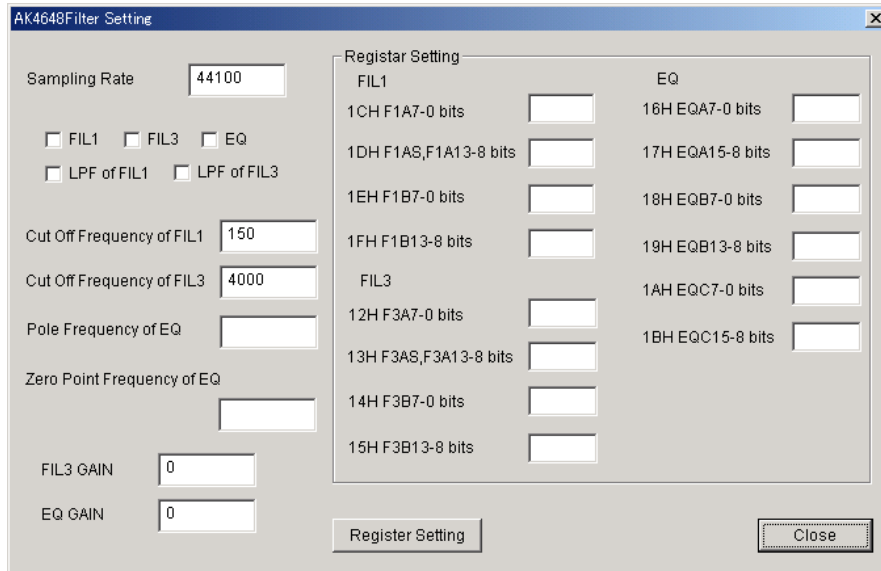 AK4648Filter Setting
Sampling Rate 44100
FIL1 FIL3 EQ
LPF of FIL1 LPF of FIL3
Cut Off Frequency of FIL1 150
Cut Off Frequency of FIL3 4000
Pole Frequency of EQ
Zero Point Frequency of EQ
FIL3 GAIN 0
EQ GAIN 0
Registar Setting
FIL1
1CH F1A7-0 bits
1DH F1AS,F1A13-8 bits
1EH F1B7-0 bits
1FH F1B13-8 bits
FIL3
12H F3A7-0 bits
13H F3AS,F3A13-8 bits
14H F3B7-0 bits
15H F3B13-8 bits
EQ
16H EQA7-0 bits
17H EQA15-8 bits
18H EQB7-0 bits
19H EQB13-8 bits
1AH EQC7-0 bits
1BH EQC15-8 bits
Register Setting
Close